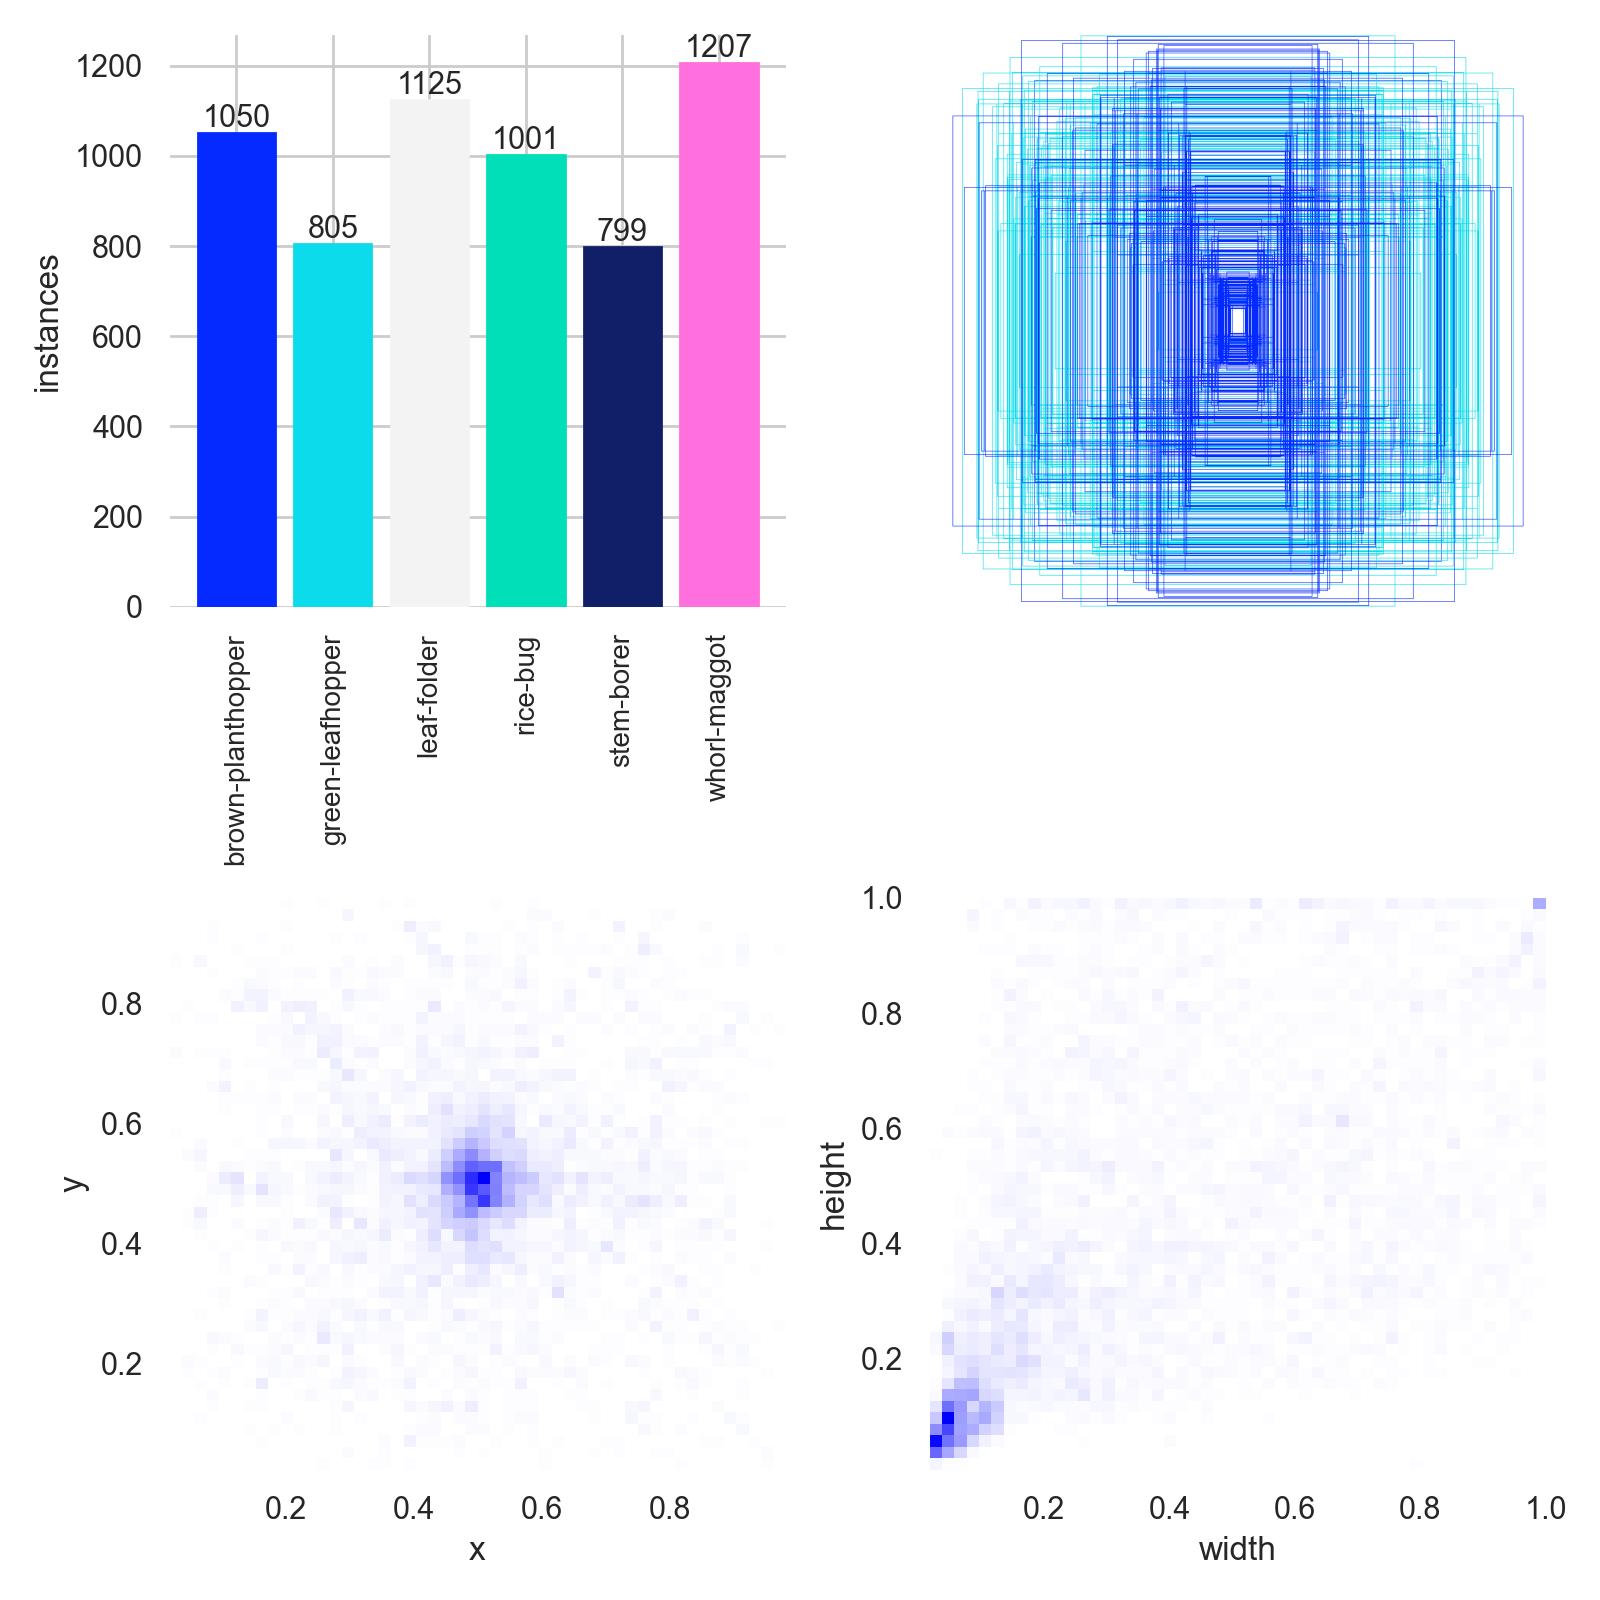 instances
1200
1000
800
600
400
200
0
1050
805
1125
1001
799
1207
brown-planthopper
green-leafhopper
leaf-folder
rice-bug
stem-borer
whorl-maggot
y
0.8
0.6
0.4
0.2
0.2 0.4 0.6 0.8
x
height
1.0
0.8
0.6
0.4
0.2
0.2 0.4 0.6 0.8 1.0
width